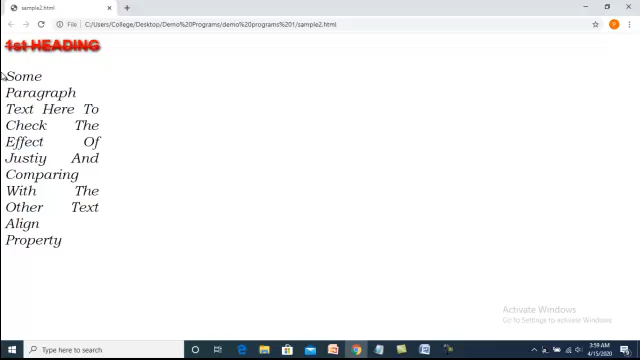 sample2.html
File
C:/Users/College/Desktop/Demo%20Programs/demo%20programs%201/sample2.html
1st HEADING
Some
Paragraph
Text Here To
Check The
Effect Of
Justiy And
Comparing
With The
Other Text
Align
Property
Activate Windows
Go to Settings to activate Windows.
Type here to search
3:59 AM
4/15/2020